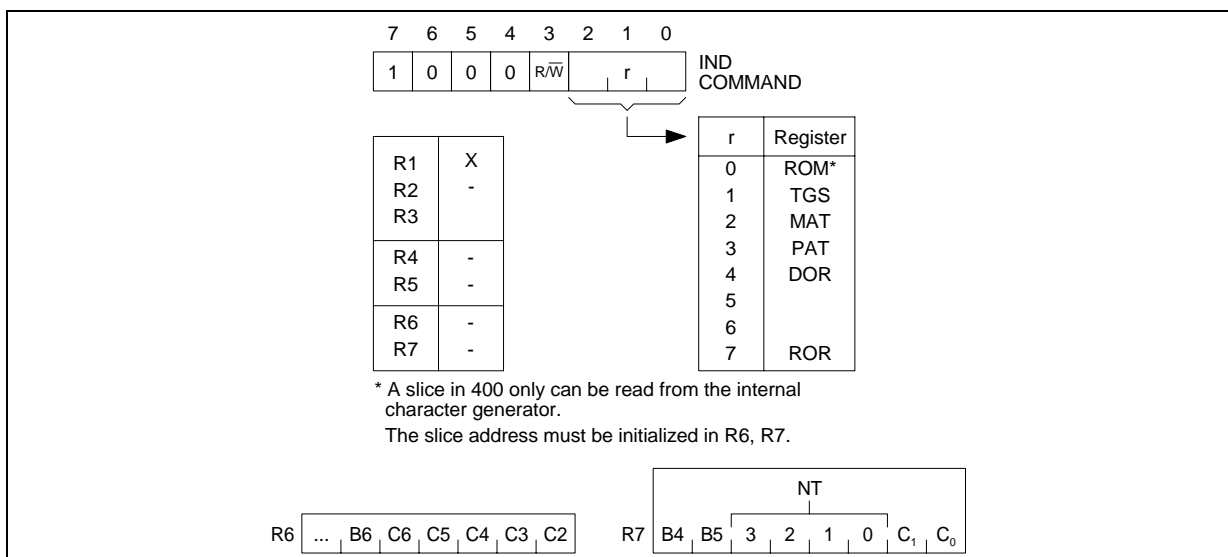 7 6 5 4 3 2 1 0
1 0 0 0 R/W̅ r IND COMMAND
r Register
R1 X
R2 -
R3
R4 -
R5 -
R6 -
R7 -
0 ROM*
1 TGS
2 MAT
3 PAT
4 DOR
5
6
7 ROR
* A slice in 400 only can be read from the internal
character generator.
The slice address must be initialized in R6, R7.
NT
R6 ... B6 C6 C5 C4 C3 C2
R7 B4 B5 3 2 1 0 C₁ C₀